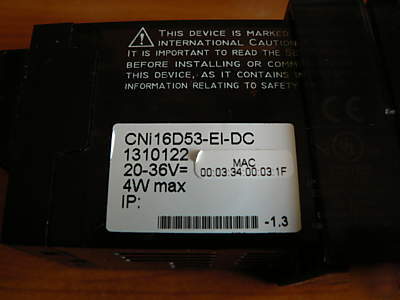 THIS DEVICE IS MARKED
INTERNATIONAL CAUTION
IT IS IMPORTANT TO READ THE
BEFORE INSTALLING OR
DEVICE, AS IT CONTAINS
INFORMATION RELATING TO SAFETY
CNi16D53-EI-DC
1310122
20-36V=
4W max
IP:
MAC
00:03:34:00:03:1F
-1.3